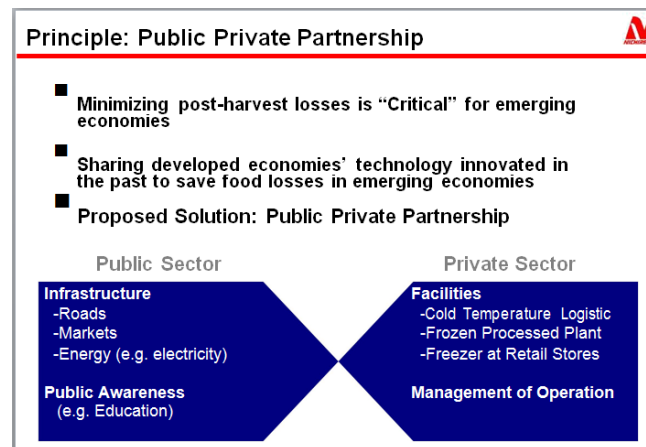 Principle: Public Private Partnership
Minimizing post-harvest losses is “Critical” for emerging
economies
Sharing developed economies’ technology innovated in
the past to save food losses in emerging economies
Proposed Solution: Public Private Partnership
Public Sector
Infrastructure
-Roads
-Markets
-Energy (e.g. electricity)
Public Awareness
(e.g. Education)
Private Sector
Facilities
-Cold Temperature Logistic
-Frozen Processed Plant
-Freezer at Retail Stores
Management of Operation